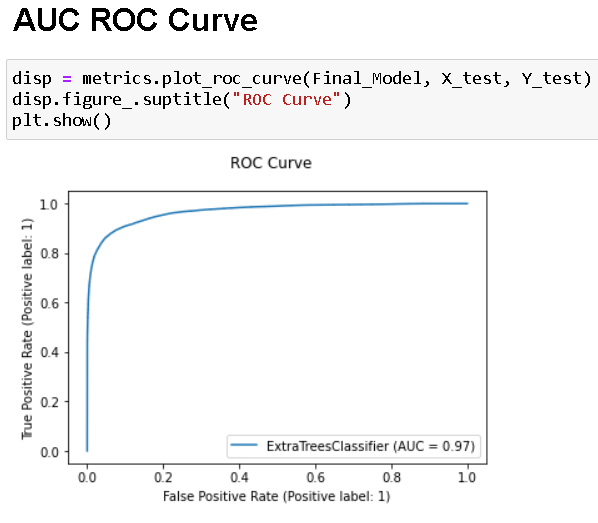 AUC ROC Curve
disp = metrics.plot_roc_curve(Final_Model, X_test, Y_test)
disp.figure_.suptitle("ROC Curve")
plt.show()
ROC Curve
True Positive Rate (Positive label: 1)
1.0
0.8
0.6
0.4
0.2
0.0
ExtraTreesClassifier (AUC = 0.97)
0.0 0.2 0.4 0.6 0.8 1.0
False Positive Rate (Positive label: 1)